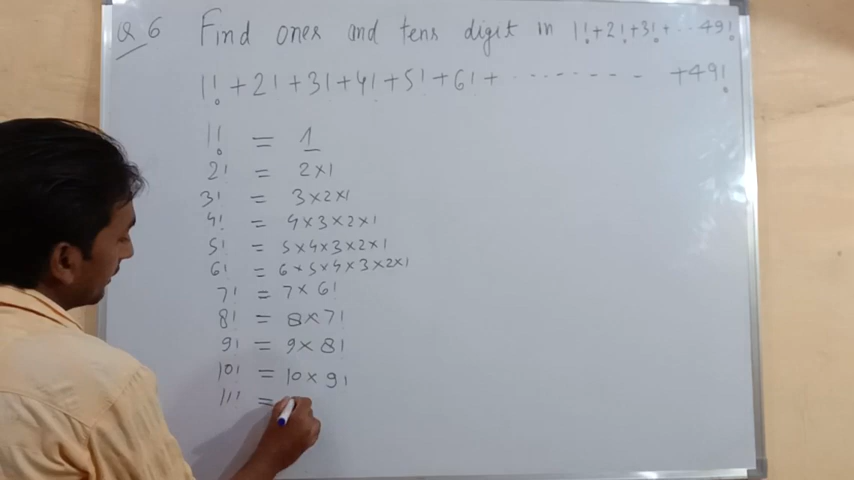 Q 6 Find ones and tens digit in 1!+2!+3!+...49!
1! + 2! + 3! + 4! + 5! + 6! + ............ + 49!
1! = 1
2! = 2×1
3! = 3×2×1
4! = 4×3×2×1
5! = 5×4×3×2×1
6! = 6×5×4×3×2×1
7! = 7×6!
8! = 8×7!
9! = 9×8!
10! = 10×9!
11! =